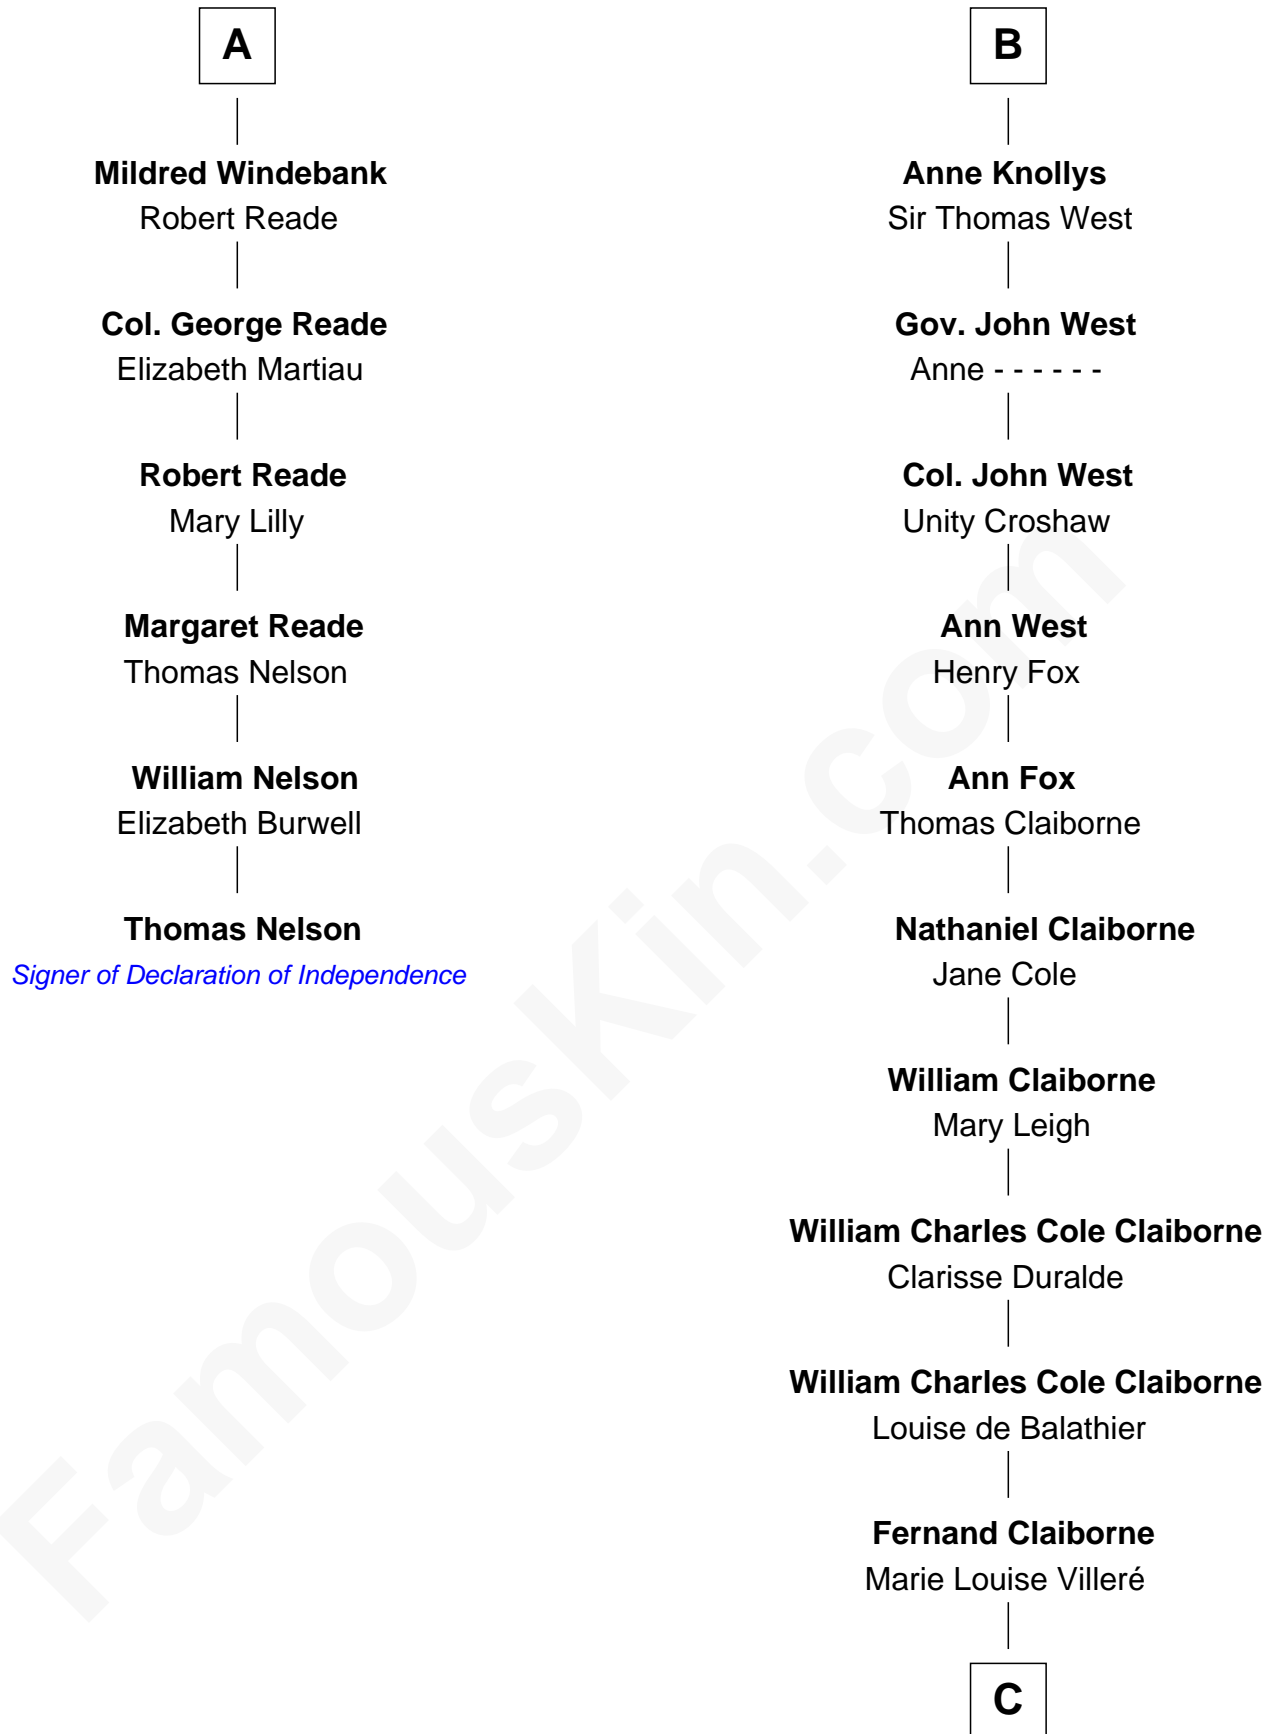 A
Mildred Windebank
Robert Reade
Col. George Reade
Elizabeth Martiau
Robert Reade
Mary Lilly
Margaret Reade
Thomas Nelson
William Nelson
Elizabeth Burwell
Thomas Nelson
Signer of Declaration of Independence
B
Anne Knollys
Sir Thomas West
Gov. John West
Anne - - - - - -
Col. John West
Unity Croshaw
Ann West
Henry Fox
Ann Fox
Thomas Claiborne
Nathaniel Claiborne
Jane Cole
William Claiborne
Mary Leigh
William Charles Cole Claiborne
Clarisse Duralde
William Charles Cole Claiborne
Louise de Balathier
Fernand Claiborne
Marie Louise Villeré
C
FamousKin.com